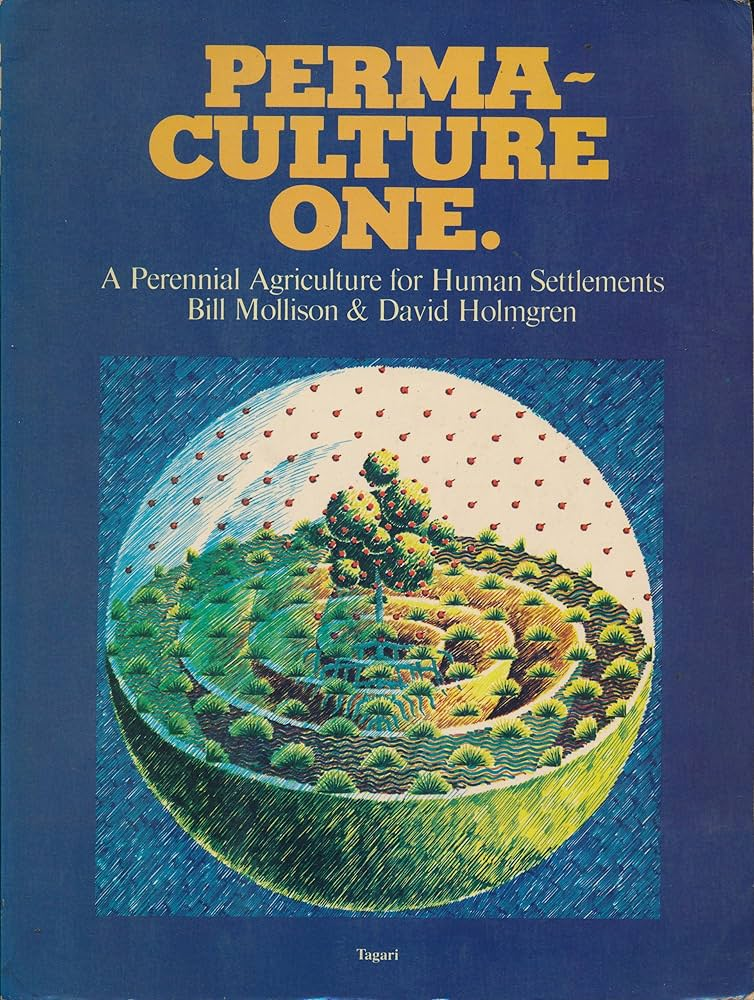 PERMA~
CULTURE
ONE.
A Perennial Agriculture for Human Settlements
Bill Mollison & David Holmgren
Tagari